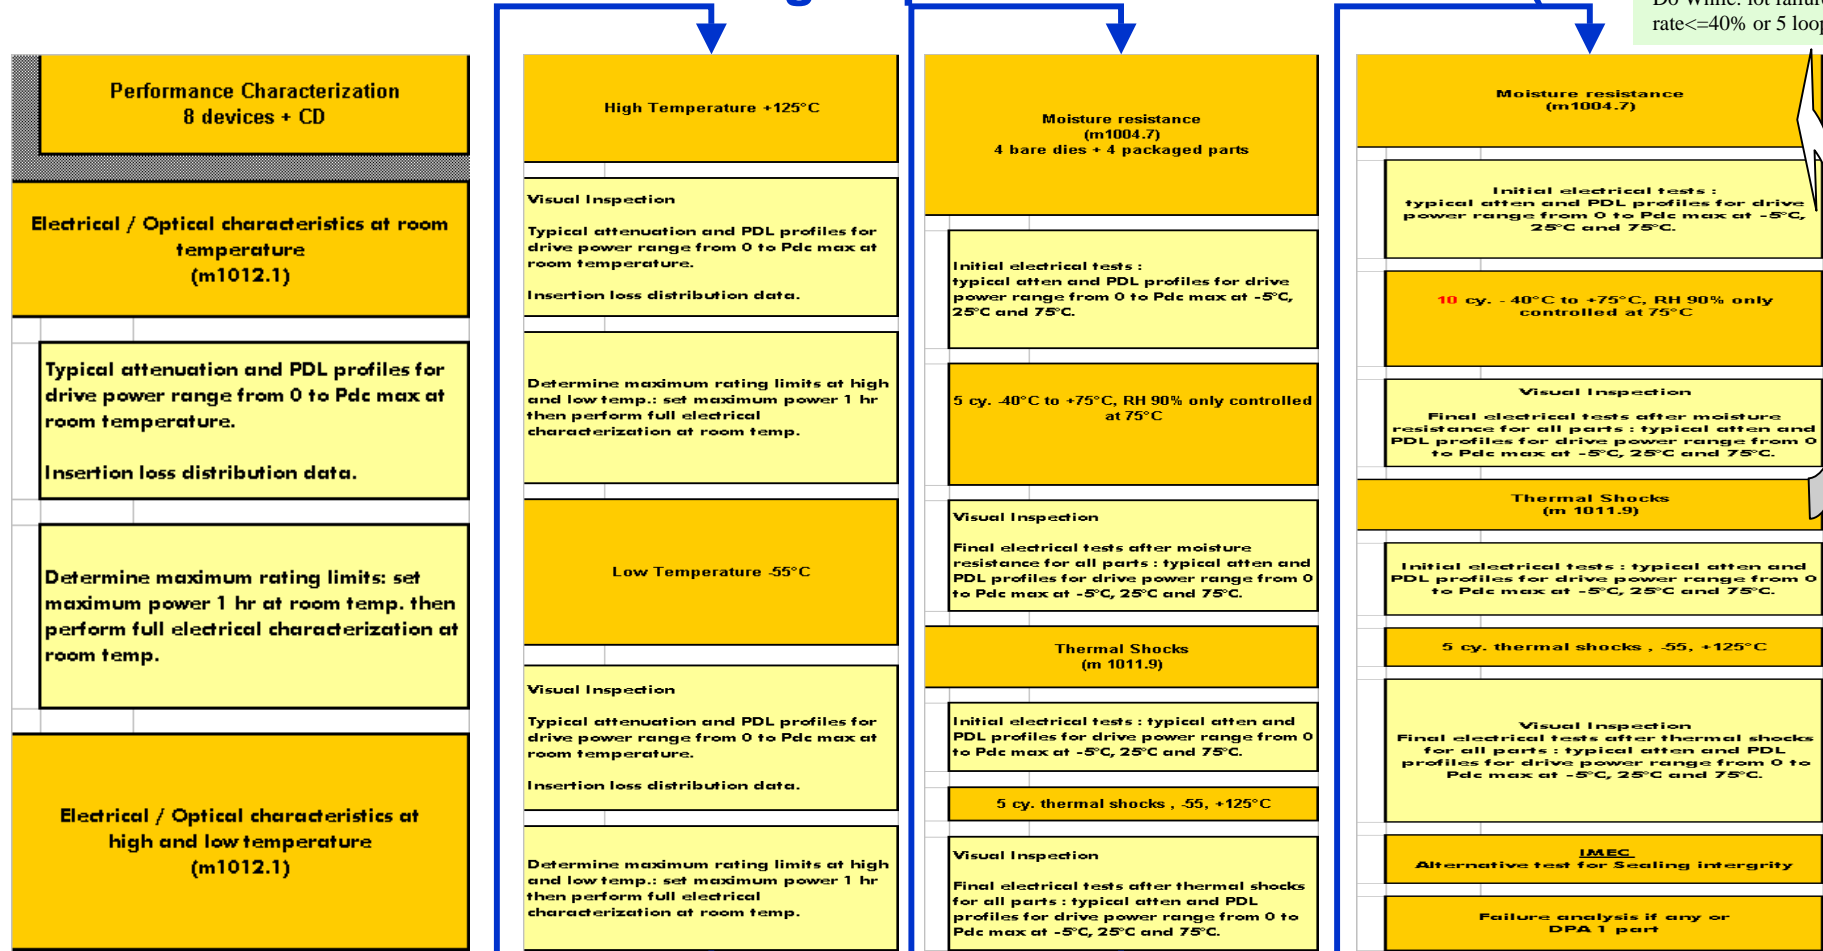 Do While: lot failure
rate<=40% or 5 loop
Performance Characterization
8 devices + CD
Electrical / Optical characteristics at room
temperature
(m1012.1)
Typical attenuation and PDL profiles for
drive power range from 0 to Pdc max at
room temperature.
Insertion loss distribution data.
Determine maximum rating limits: set
maximum power 1 hr at room temp. then
perform full electrical characterization at
room temp.
Electrical / Optical characteristics at
high and low temperature
(m1012.1)
High Temperature +125°C
Visual Inspection
Typical attenuation and PDL profiles for
drive power range from 0 to Pdc max at
room temperature.
Insertion loss distribution data.
Determine maximum rating limits at high
and low temp.: set maximum power 1 hr
then perform full electrical
characterization at room temp.
Low Temperature -55°C
Visual Inspection
Typical attenuation and PDL profiles for
drive power range from 0 to Pdc max at
room temperature.
Insertion loss distribution data.
Determine maximum rating limits at high
and low temp.: set maximum power 1 hr
then perform full electrical
characterization at room temp.
Moisture resistance
(m1004.7)
4 bare dies + 4 packaged parts
Initial electrical tests :
typical atten and PDL profiles for drive
power range from 0 to Pdc max at -5°C,
25°C and 75°C.
5 cy. -40°C to +75°C, RH 90% only controlled
at 75°C
Visual Inspection
Final electrical tests after moisture
resistance for all parts : typical atten and
PDL profiles for drive power range from 0
to Pdc max at -5°C, 25°C and 75°C.
Thermal Shocks
(m 1011.9)
Initial electrical tests : typical atten and
PDL profiles for drive power range from 0
to Pdc max at -5°C, 25°C and 75°C.
5 cy. thermal shocks , -55, +125°C
Visual Inspection
Final electrical tests after thermal shocks
for all parts : typical atten and PDL
profiles for drive power range from 0 to
Pdc max at -5°C, 25°C and 75°C.
Moisture resistance
(m1004.7)
Initial electrical tests :
typical atten and PDL profiles for drive
power range from 0 to Pdc max at -5°C,
25°C and 75°C.
10 cy. - 40°C to +75°C, RH 90% only
controlled at 75°C
Visual Inspection
Final electrical tests after moisture
resistance for all parts : typical atten and
PDL profiles for drive power range from 0
to Pdc max at -5°C, 25°C and 75°C.
Thermal Shocks
(m 1011.9)
Initial electrical tests : typical atten and
PDL profiles for drive power range from 0
to Pdc max at -5°C, 25°C and 75°C.
5 cy. thermal shocks , -55, +125°C
Visual Inspection
Final electrical tests after thermal shocks
for all parts : typical atten and PDL
profiles for drive power range from 0 to
Pdc max at -5°C, 25°C and 75°C.
IMEC
Alternative test for Sealing intergrity
Failure analysis if any or
DPA 1 part